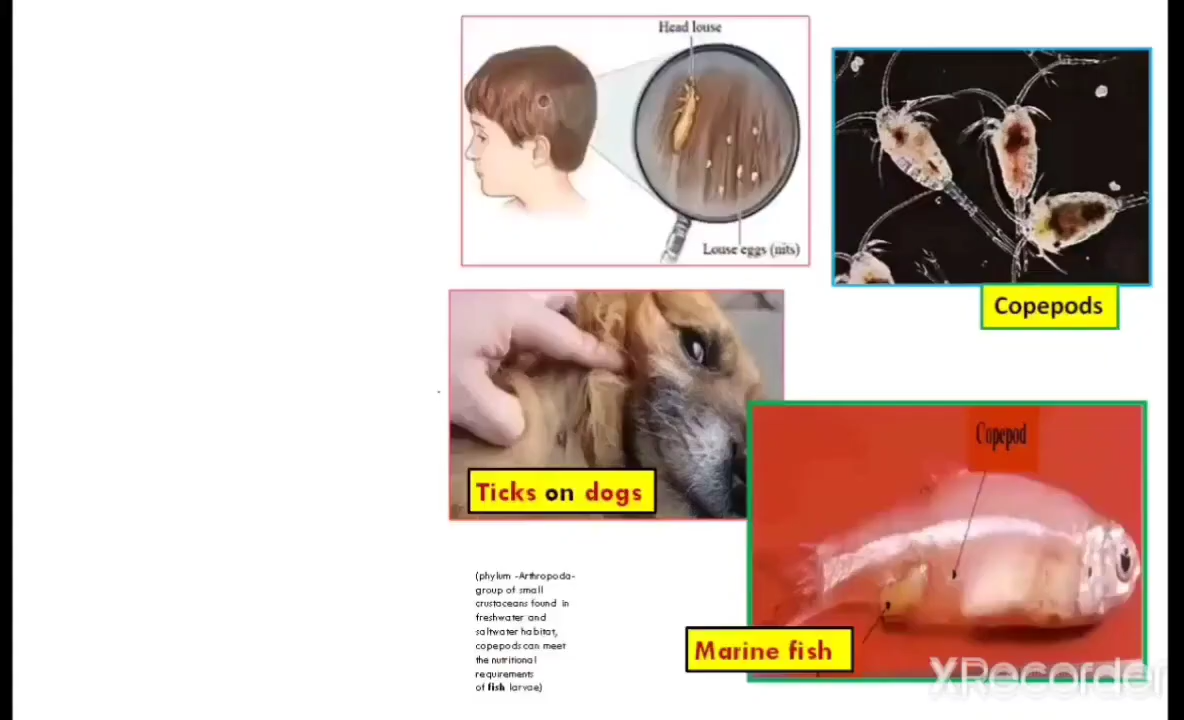 Head louse
Louse eggs (nits)
Copepods
Ticks on dogs
Copepod
Marine fish
(phylum -Arthropoda-
group of small
crustaceans found in
freshwater and
saltwater habitat,
copepods can meet
the nutritional
requirements
of fish larvae)
XRecorder